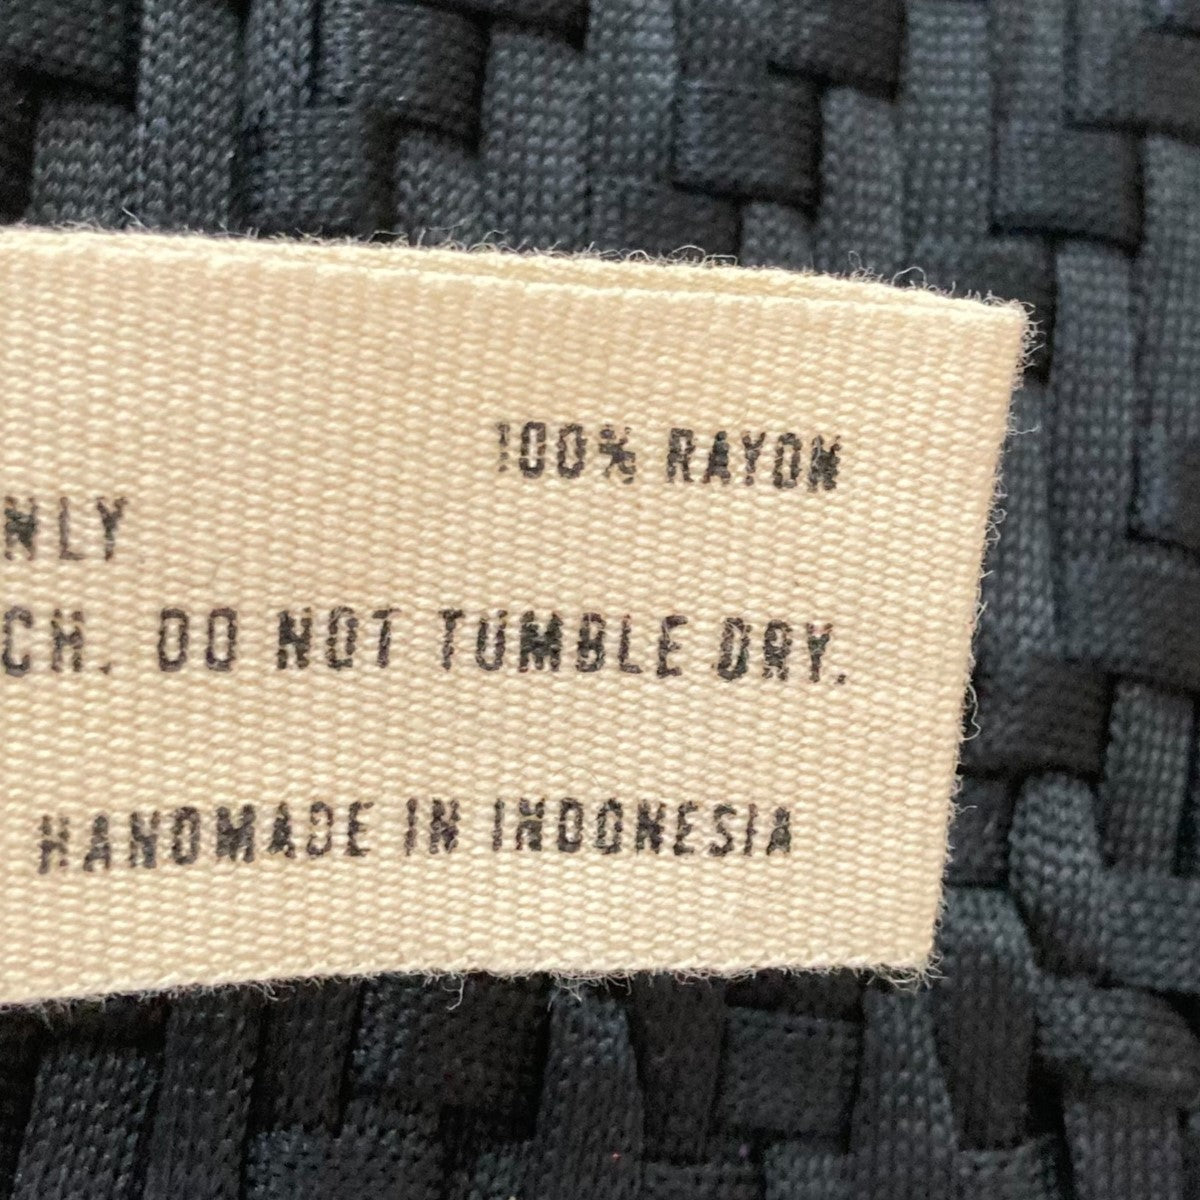 100% RAYON
NLY
CH. DO NOT TUMBLE DRY.
HANDMADE IN INDONESIA